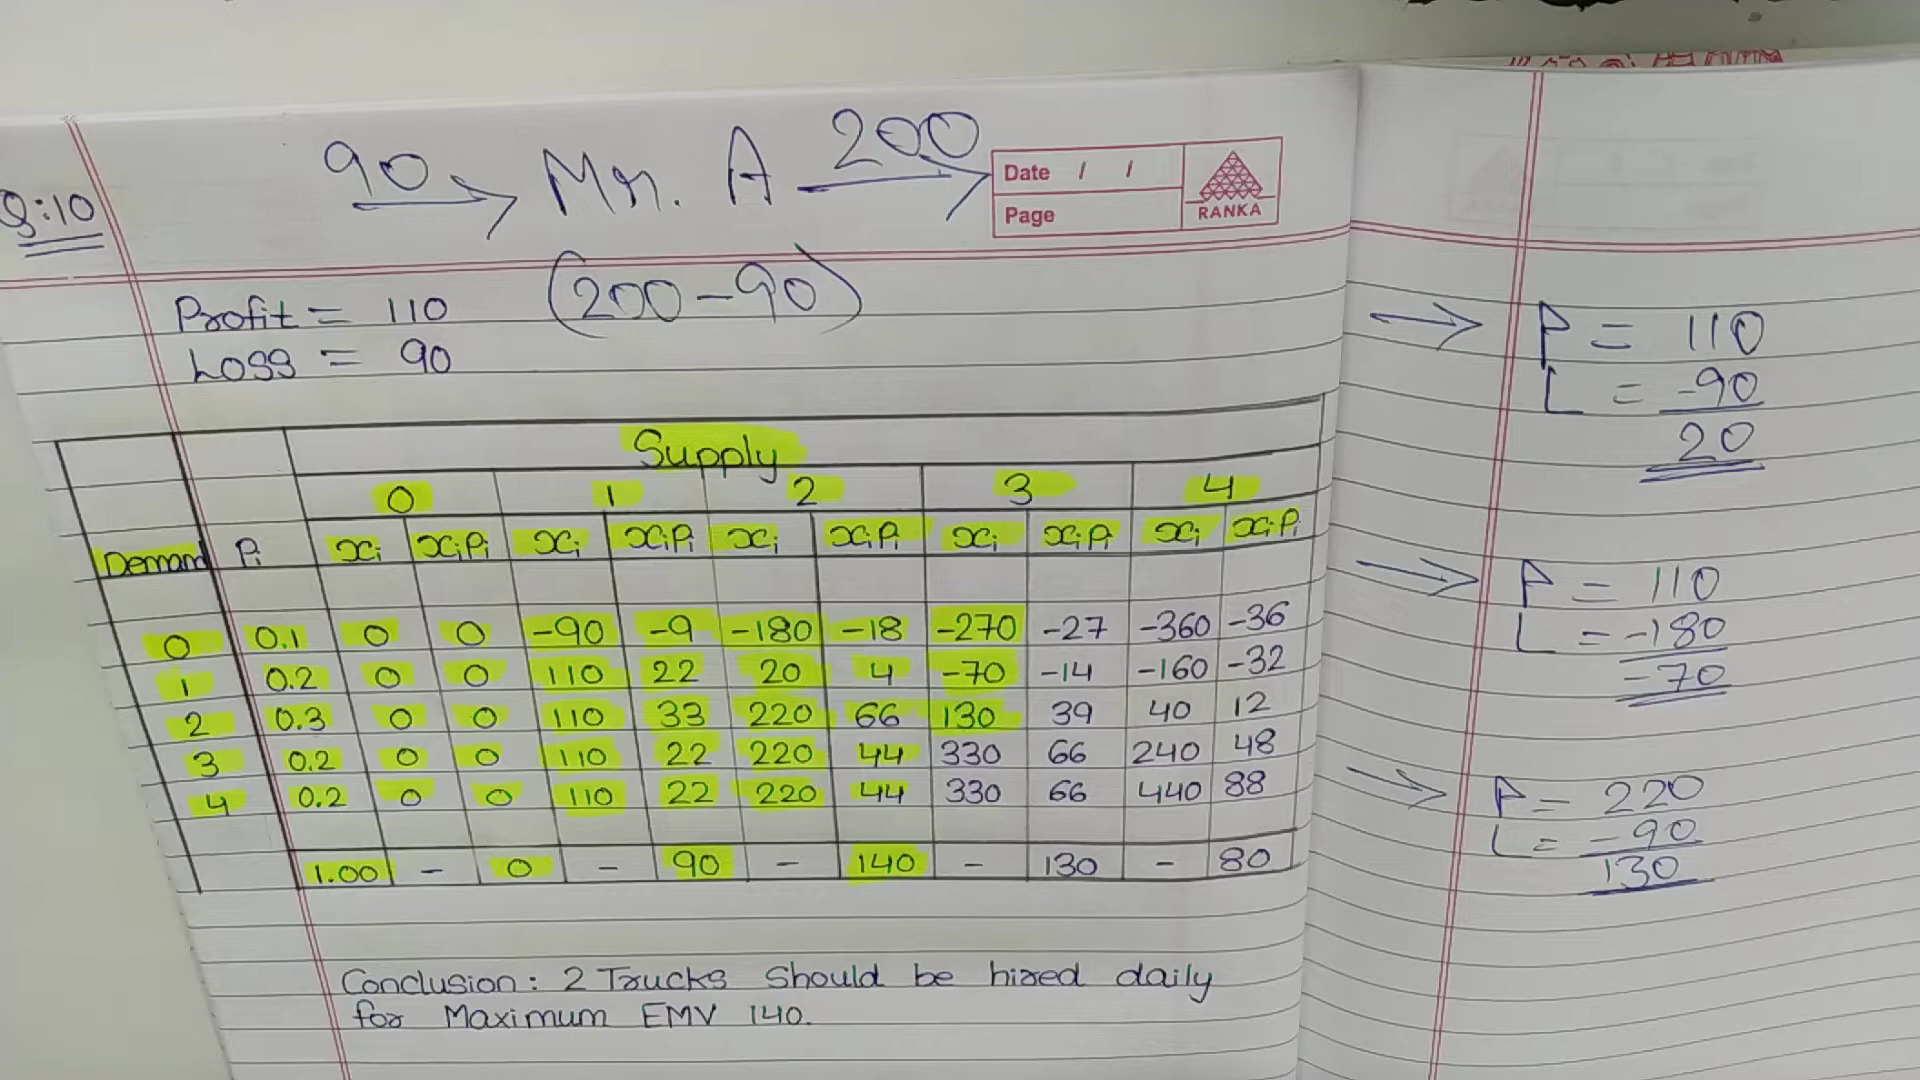 90 → Mr. A 200 →
Date / /
Page
RANKA
Q:10
Profit = 110 (200-90)
Loss = 90
Supply
0 1 2 3 4
Demand Pi xi xiPi xi xiPi xi xiPi xi xiPi xi xiPi
0 0.1 0 0 -90 -9 -180 -18 -270 -27 -360 -36
1 0.2 0 0 110 22 20 4 -70 -14 -160 -32
2 0.3 0 0 110 33 220 66 130 39 40 12
3 0.2 0 0 110 22 220 44 330 66 240 48
4 0.2 0 0 110 22 220 44 330 66 440 88
1.00 - 0 - 90 - 140 - 130 - 80
Conclusion: 2 Trucks Should be hired daily
for Maximum EMV 140.
→ P = 110
L = -90
20
→ P = 110
L = -180
-70
→ P = 220
L = -90
130